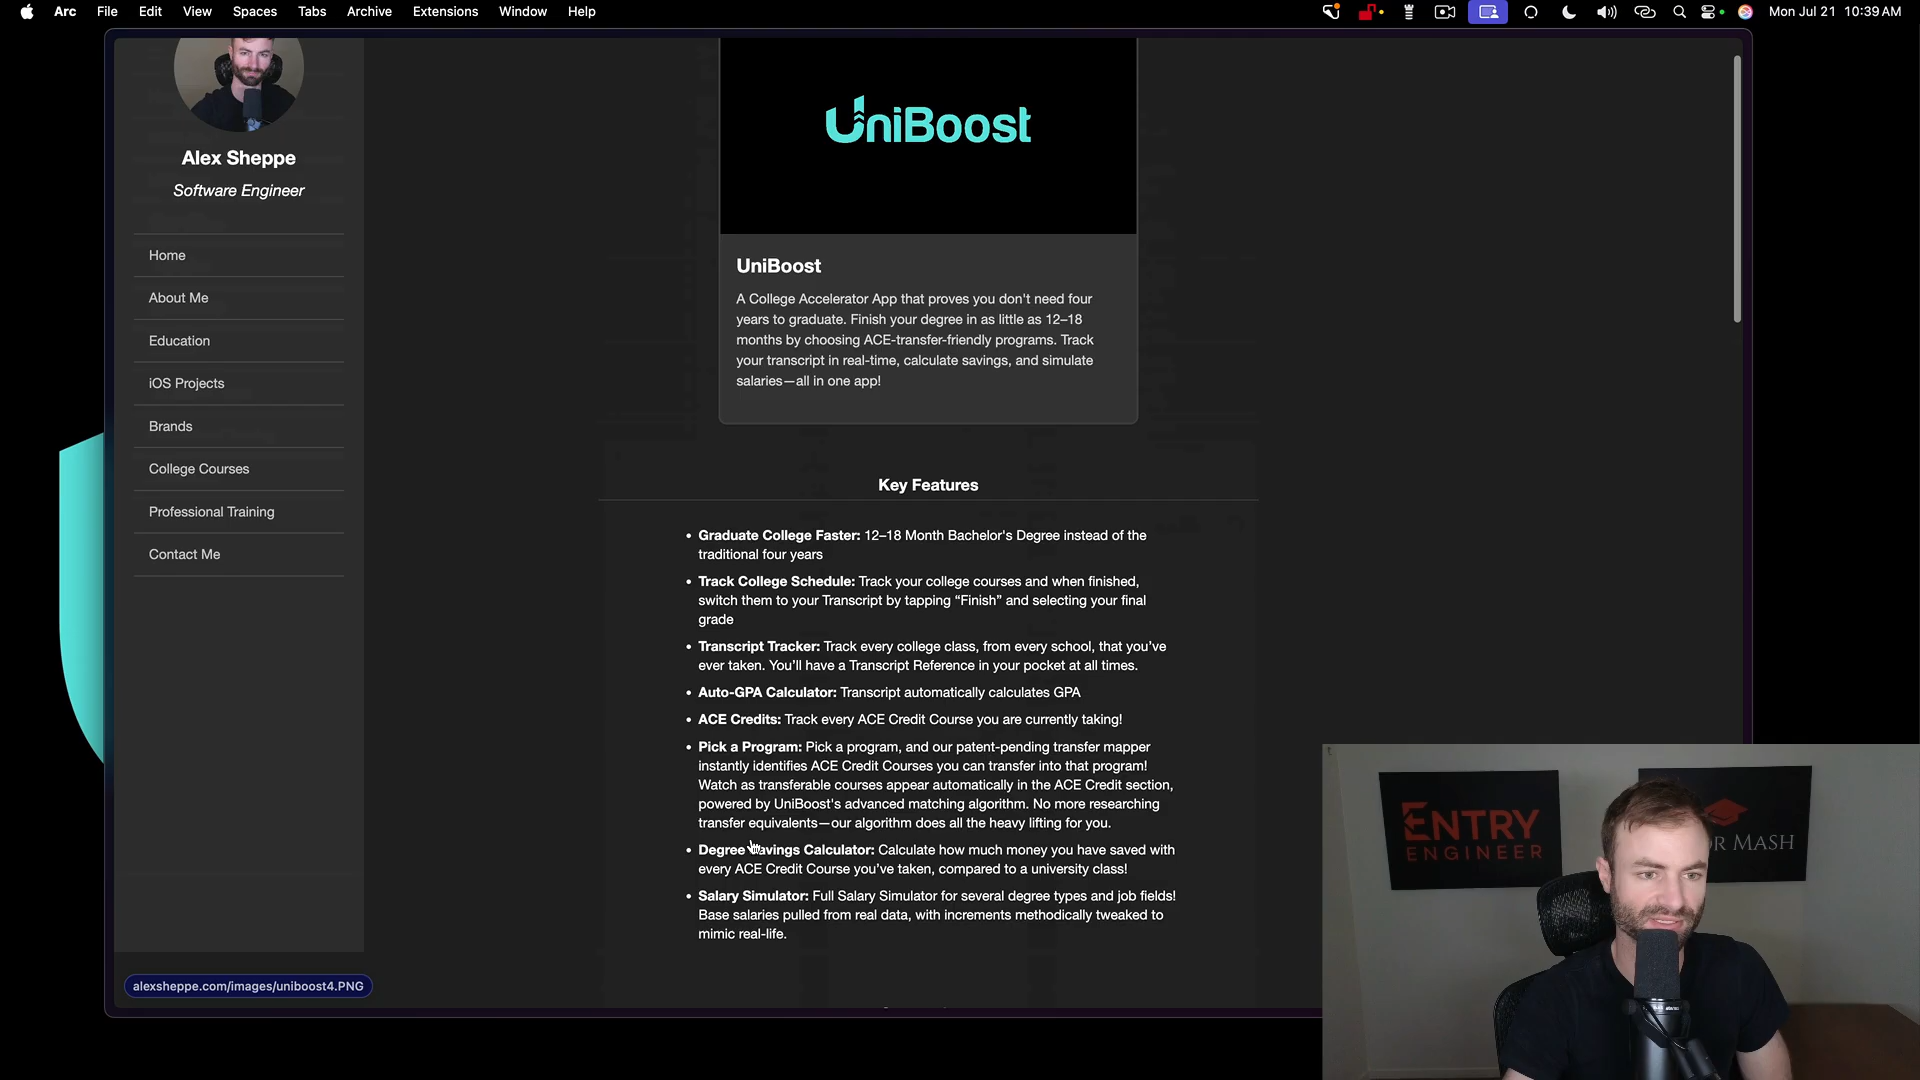 Arc File Edit View Spaces Tabs Archive Extensions Window Help Mon Jul 21 10:39 AM
Alex Sheppe
Software Engineer
Home
About Me
Education
iOS Projects
Brands
College Courses
Professional Training
Contact Me
alexsheppe.com/images/uniboost4.PNG
UniBoost
UniBoost
A College Accelerator App that proves you don't need four
years to graduate. Finish your degree in as little as 12–18
months by choosing ACE-transfer-friendly programs. Track
your transcript in real-time, calculate savings, and simulate
salaries—all in one app!
Key Features
• Graduate College Faster: 12–18 Month Bachelor's Degree instead of the
traditional four years
• Track College Schedule: Track your college courses and when finished,
switch them to your Transcript by tapping “Finish” and selecting your final
grade
• Transcript Tracker: Track every college class, from every school, that you’ve
ever taken. You’ll have a Transcript Reference in your pocket at all times.
• Auto-GPA Calculator: Transcript automatically calculates GPA
• ACE Credits: Track every ACE Credit Course you are currently taking!
• Pick a Program: Pick a program, and our patent-pending transfer mapper
instantly identifies ACE Credit Courses you can transfer into that program!
Watch as transferable courses appear automatically in the ACE Credit section,
powered by UniBoost's advanced matching algorithm. No more researching
transfer equivalents—our algorithm does all the heavy lifting for you.
• Degree Savings Calculator: Calculate how much money you have saved with
every ACE Credit Course you’ve taken, compared to a university class!
• Salary Simulator: Full Salary Simulator for several degree types and job fields!
Base salaries pulled from real data, with increments methodically tweaked to
mimic real-life.
ENTRY
ENGINEER
MASH